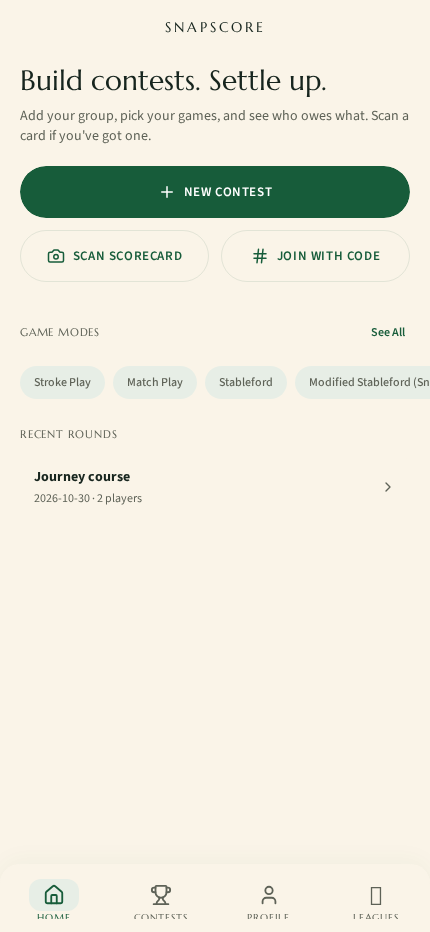 SNAPSCORE
Build contests. Settle up.
Add your group, pick your games, and see who owes what. Scan a
card if you've got one.
NEW CONTEST
SCAN SCORECARD
JOIN WITH CODE
GAME MODES
See All
Stroke Play
Match Play
Stableford
Modified Stableford (Sn
RECENT ROUNDS
Journey course
2026-10-30 · 2 players
HOME
CONTESTS
PROFILE
LEAGUES